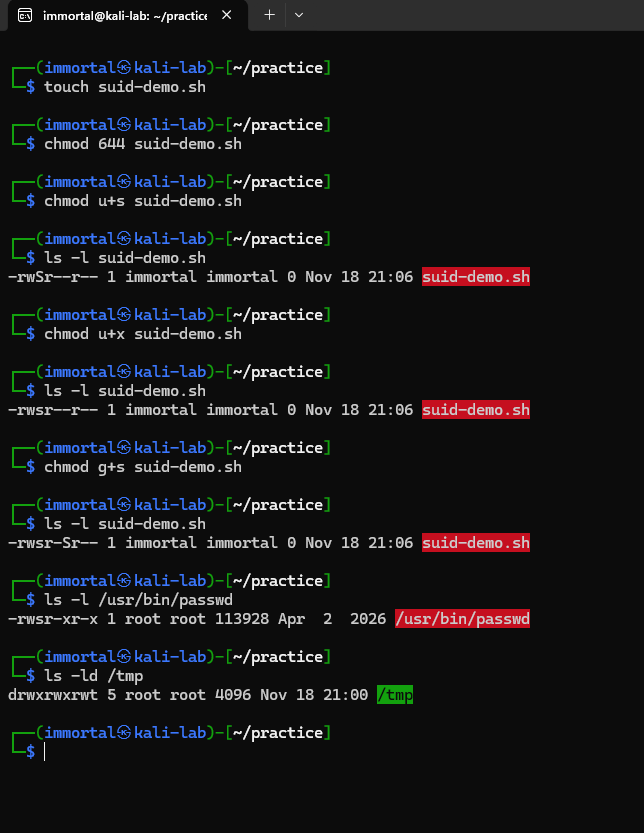 immortal@kali-lab: ~/practice
┌──(immortal㉿kali-lab)-[~/practice]
└─$ touch suid-demo.sh
┌──(immortal㉿kali-lab)-[~/practice]
└─$ chmod 644 suid-demo.sh
┌──(immortal㉿kali-lab)-[~/practice]
└─$ chmod u+s suid-demo.sh
┌──(immortal㉿kali-lab)-[~/practice]
└─$ ls -l suid-demo.sh
-rwSr--r-- 1 immortal immortal 0 Nov 18 21:06 suid-demo.sh
┌──(immortal㉿kali-lab)-[~/practice]
└─$ chmod u+x suid-demo.sh
┌──(immortal㉿kali-lab)-[~/practice]
└─$ ls -l suid-demo.sh
-rwsr--r-- 1 immortal immortal 0 Nov 18 21:06 suid-demo.sh
┌──(immortal㉿kali-lab)-[~/practice]
└─$ chmod g+s suid-demo.sh
┌──(immortal㉿kali-lab)-[~/practice]
└─$ ls -l suid-demo.sh
-rwsr-Sr-- 1 immortal immortal 0 Nov 18 21:06 suid-demo.sh
┌──(immortal㉿kali-lab)-[~/practice]
└─$ ls -l /usr/bin/passwd
-rwsr-xr-x 1 root root 113928 Apr  2  2026 /usr/bin/passwd
┌──(immortal㉿kali-lab)-[~/practice]
└─$ ls -ld /tmp
drwxrwxrwt 5 root root 4096 Nov 18 21:00 /tmp
┌──(immortal㉿kali-lab)-[~/practice]
└─$